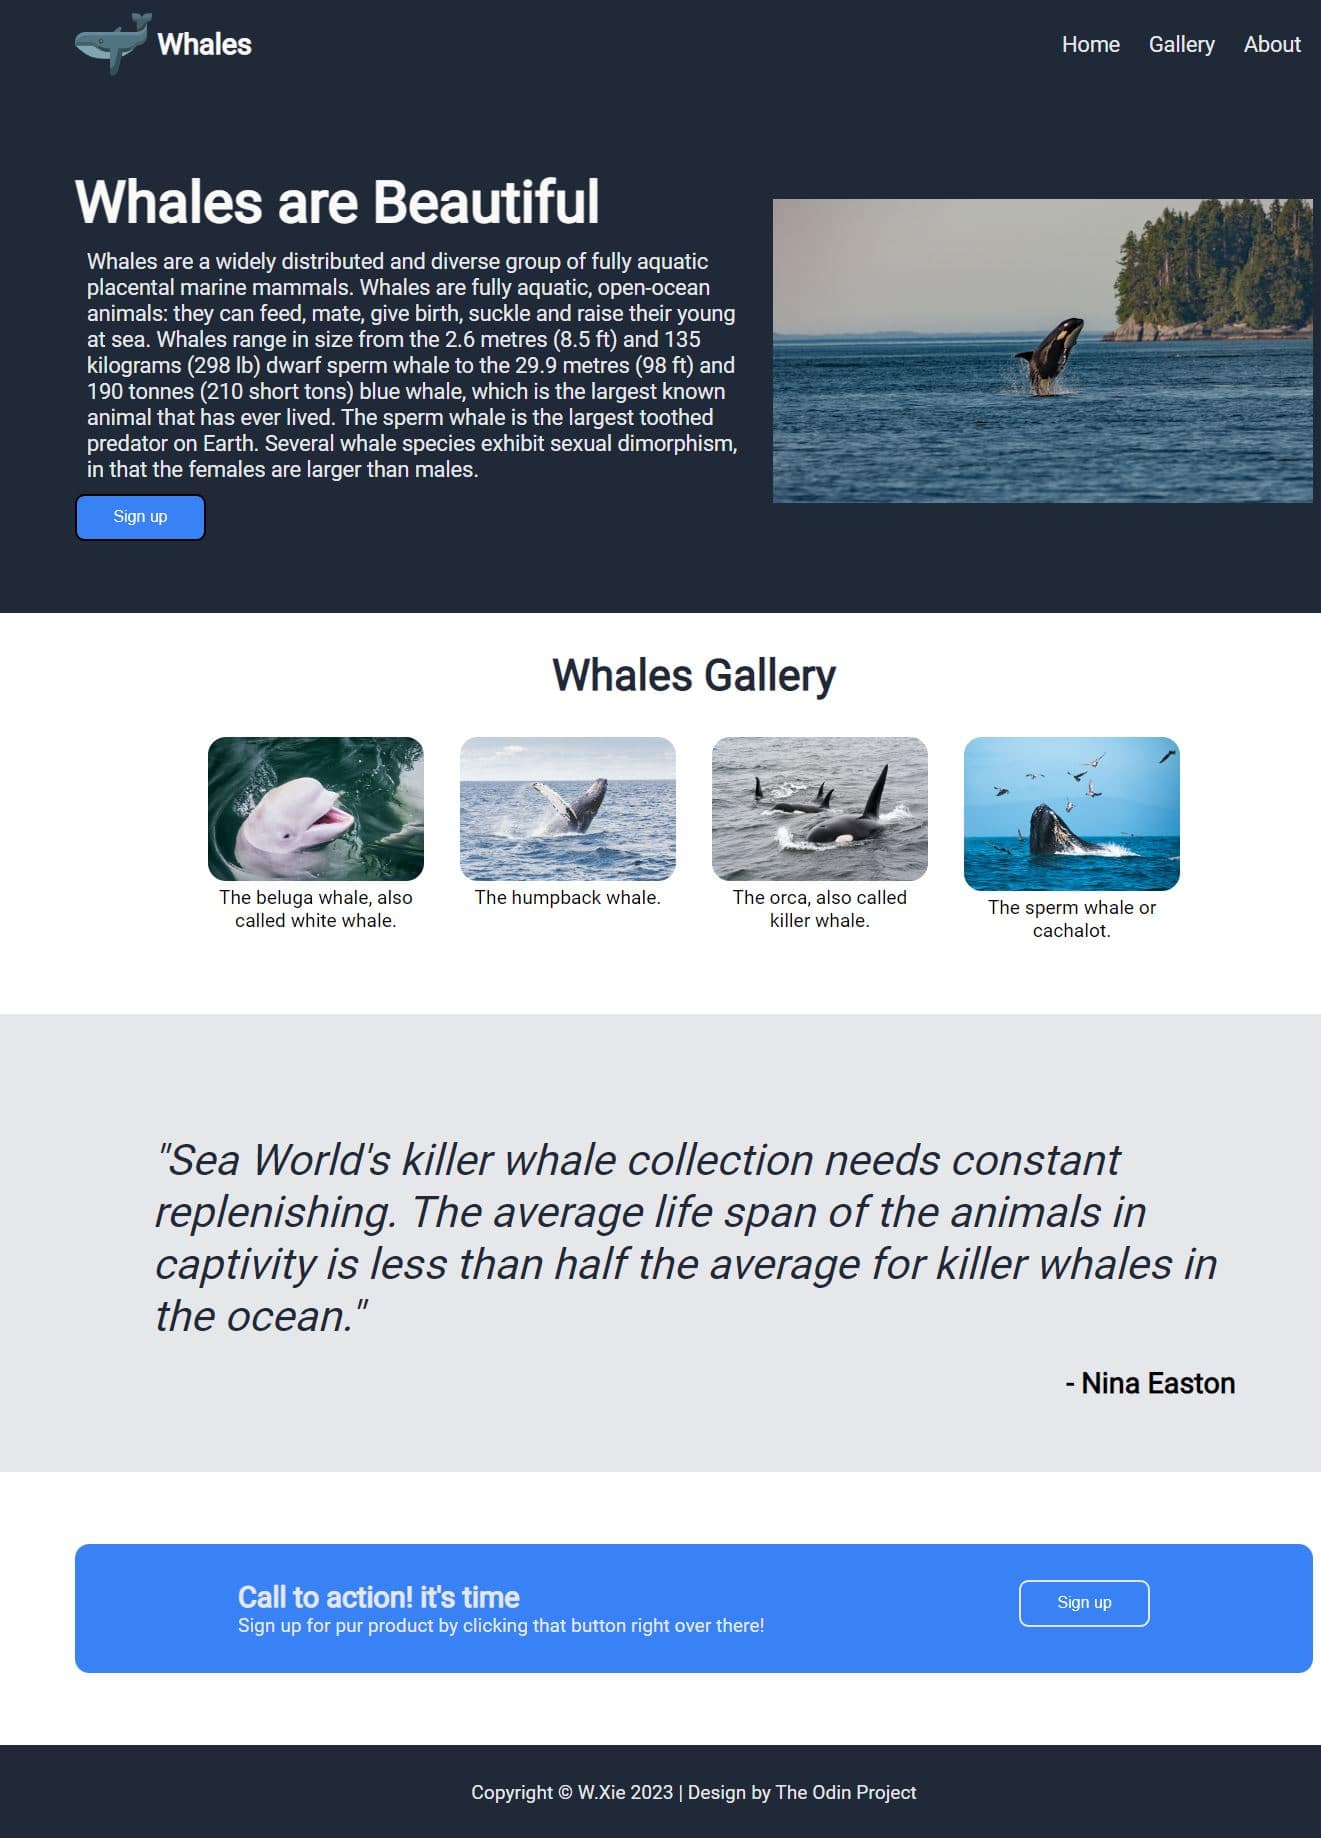 Whales
Home Gallery About
Whales are Beautiful
Whales are a widely distributed and diverse group of fully aquatic
placental marine mammals. Whales are fully aquatic, open-ocean
animals: they can feed, mate, give birth, suckle and raise their young
at sea. Whales range in size from the 2.6 metres (8.5 ft) and 135
kilograms (298 lb) dwarf sperm whale to the 29.9 metres (98 ft) and
190 tonnes (210 short tons) blue whale, which is the largest known
animal that has ever lived. The sperm whale is the largest toothed
predator on Earth. Several whale species exhibit sexual dimorphism,
in that the females are larger than males.
Sign up
Whales Gallery
The beluga whale, also
called white whale.
The humpback whale.
The orca, also called
killer whale.
The sperm whale or
cachalot.
"Sea World's killer whale collection needs constant
replenishing. The average life span of the animals in
captivity is less than half the average for killer whales in
the ocean."
- Nina Easton
Call to action! it's time
Sign up for pur product by clicking that button right over there!
Sign up
Copyright © W.Xie 2023 | Design by The Odin Project